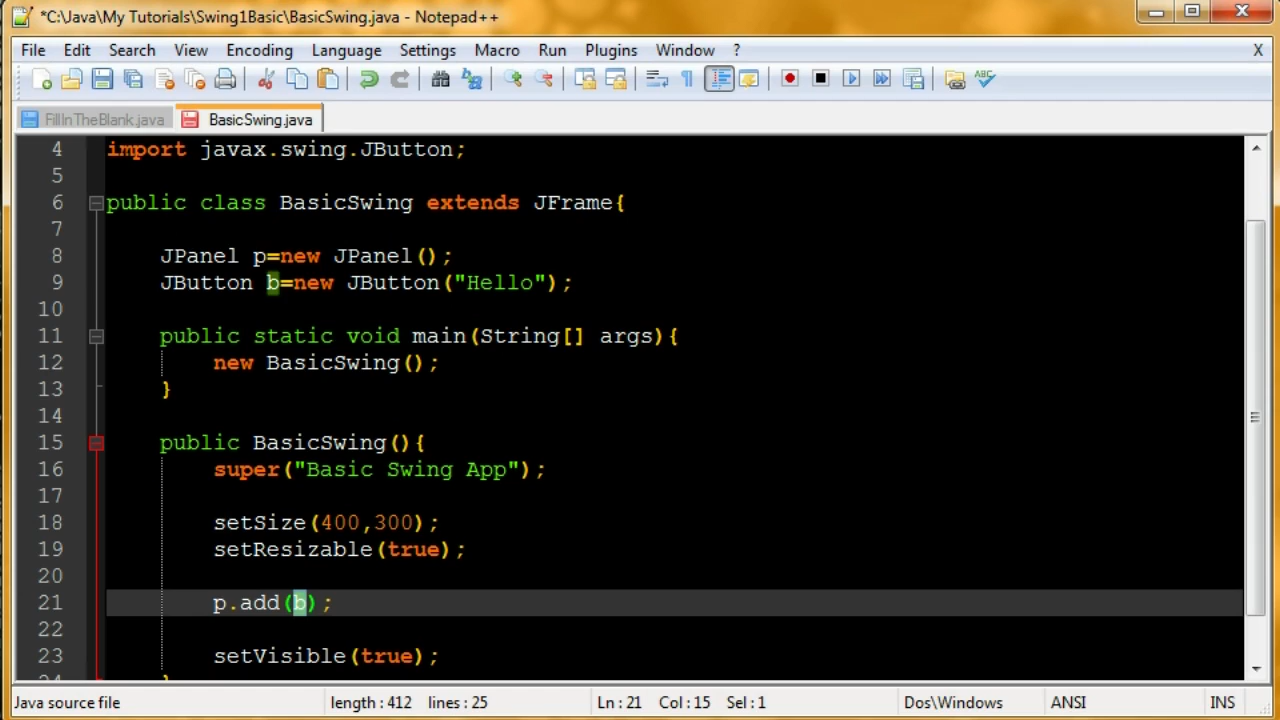 *C:\Java\My Tutorials\Swing1Basic\BasicSwing.java - Notepad++
File Edit Search View Encoding Language Settings Macro Run Plugins Window ? X
FillInTheBlank.java BasicSwing.java
4 import javax.swing.JButton;
5
6 public class BasicSwing extends JFrame{
7
8 JPanel p=new JPanel();
9 JButton b=new JButton("Hello");
10
11 public static void main(String[] args){
12 new BasicSwing();
13 }
14
15 public BasicSwing(){
16 super("Basic Swing App");
17
18 setSize(400,300);
19 setResizable(true);
20
21 p.add(b);
22
23 setVisible(true);
Java source file length : 412 lines : 25 Ln : 21 Col : 15 Sel : 1 Dos\Windows ANSI INS